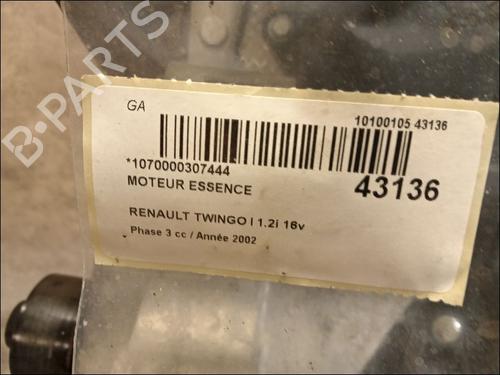 B-PARTS
GA
10100105 43136
*1070000307444
43136
MOTEUR ESSENCE
RENAULT TWINGO I 1.2i 16v
Phase 3 cc / Année 2002